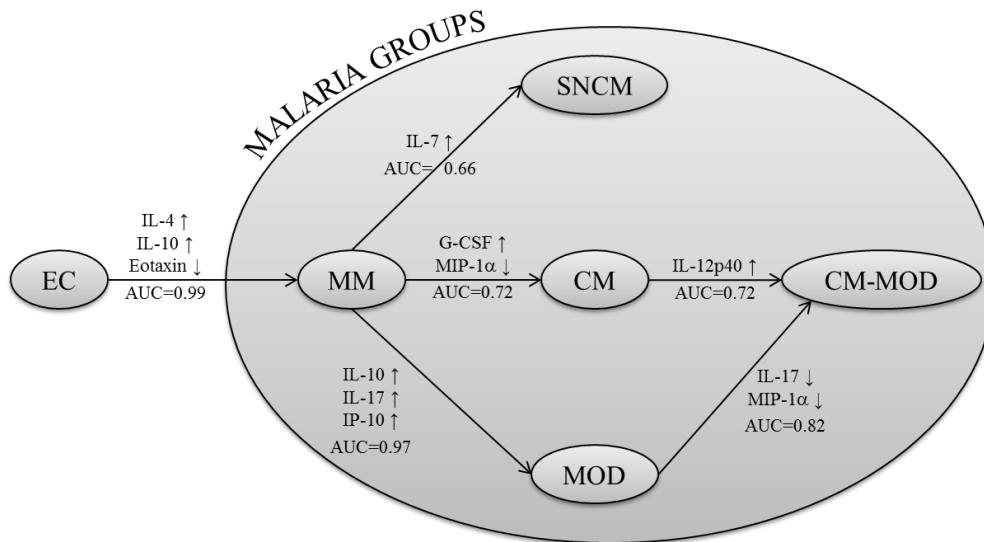 MALARIA GROUPS
SNCM
IL-7 ↑
AUC= 0.66
IL-4 ↑
IL-10 ↑
Eotaxin ↓
AUC=0.99
EC
MM
G-CSF ↑
MIP-1α ↓
AUC=0.72
CM
IL-12p40 ↑
AUC=0.72
CM-MOD
IL-10 ↑
IL-17 ↑
IP-10 ↑
AUC=0.97
IL-17 ↓
MIP-1α ↓
AUC=0.82
MOD